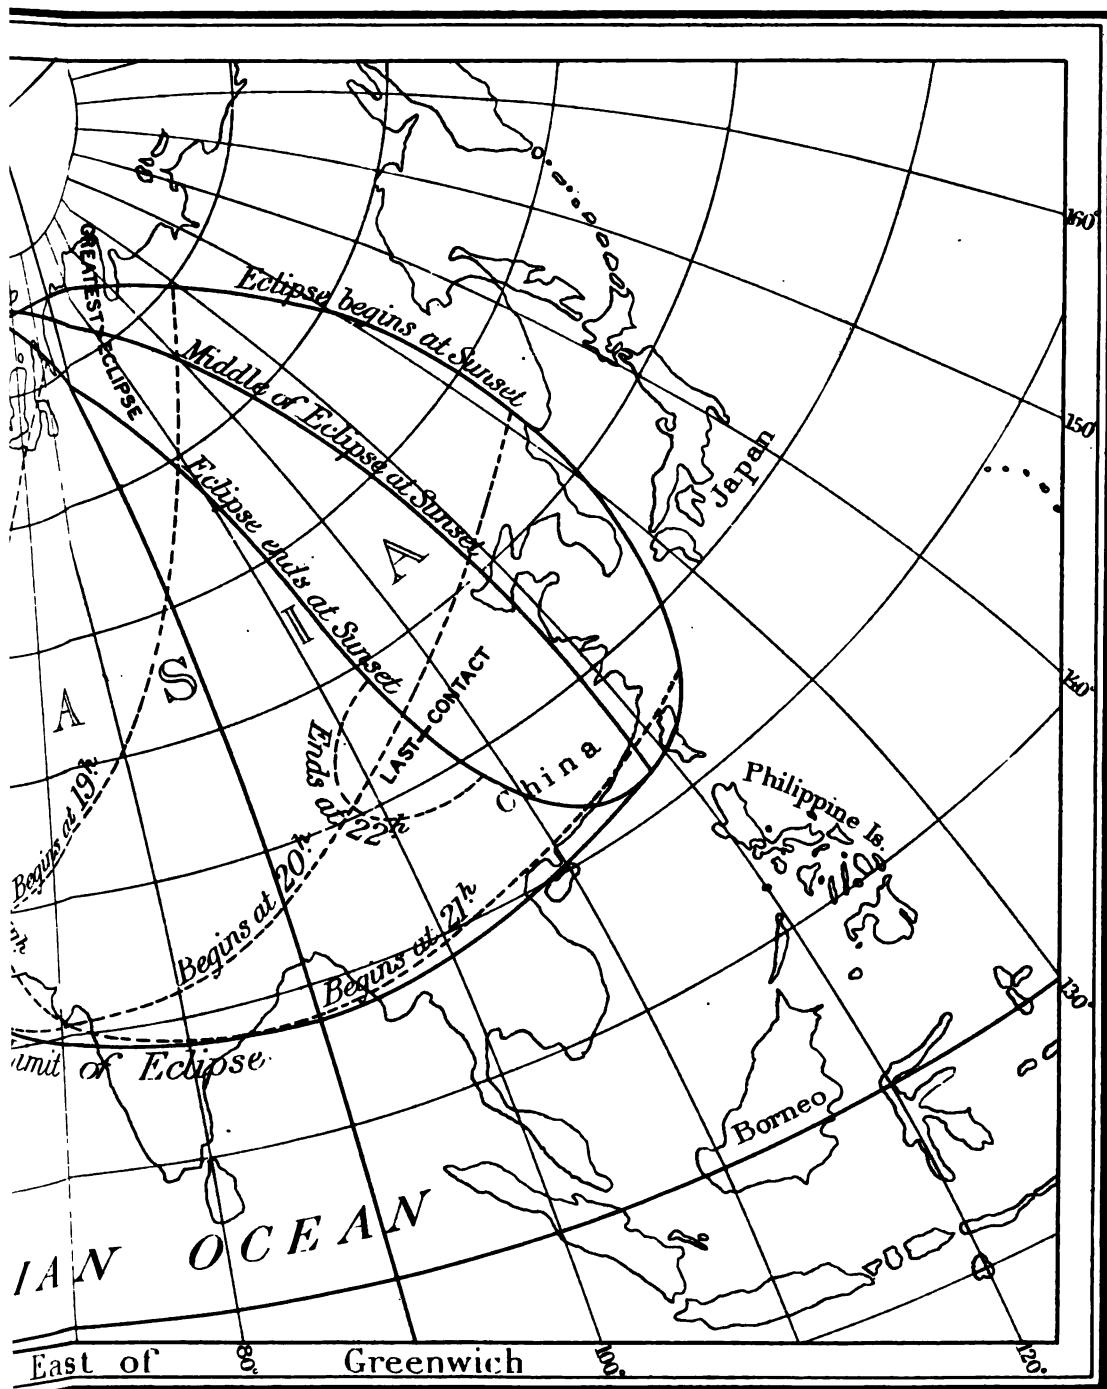 160°
GREATEST ECLIPSE
Eclipse begins at Sunset
Middle of Eclipse at Sunset
150°
Japan
Eclipse ends at Sunset
A
I
S
A
LAST CONTACT
140°
Ends at 22h
China
Philippine Is.
Begins at 19h
Begins at 20h
Begins at 21h
130°
of Eclipse
Borneo
IAN OCEAN
East of
80°
Greenwich
100°
120°